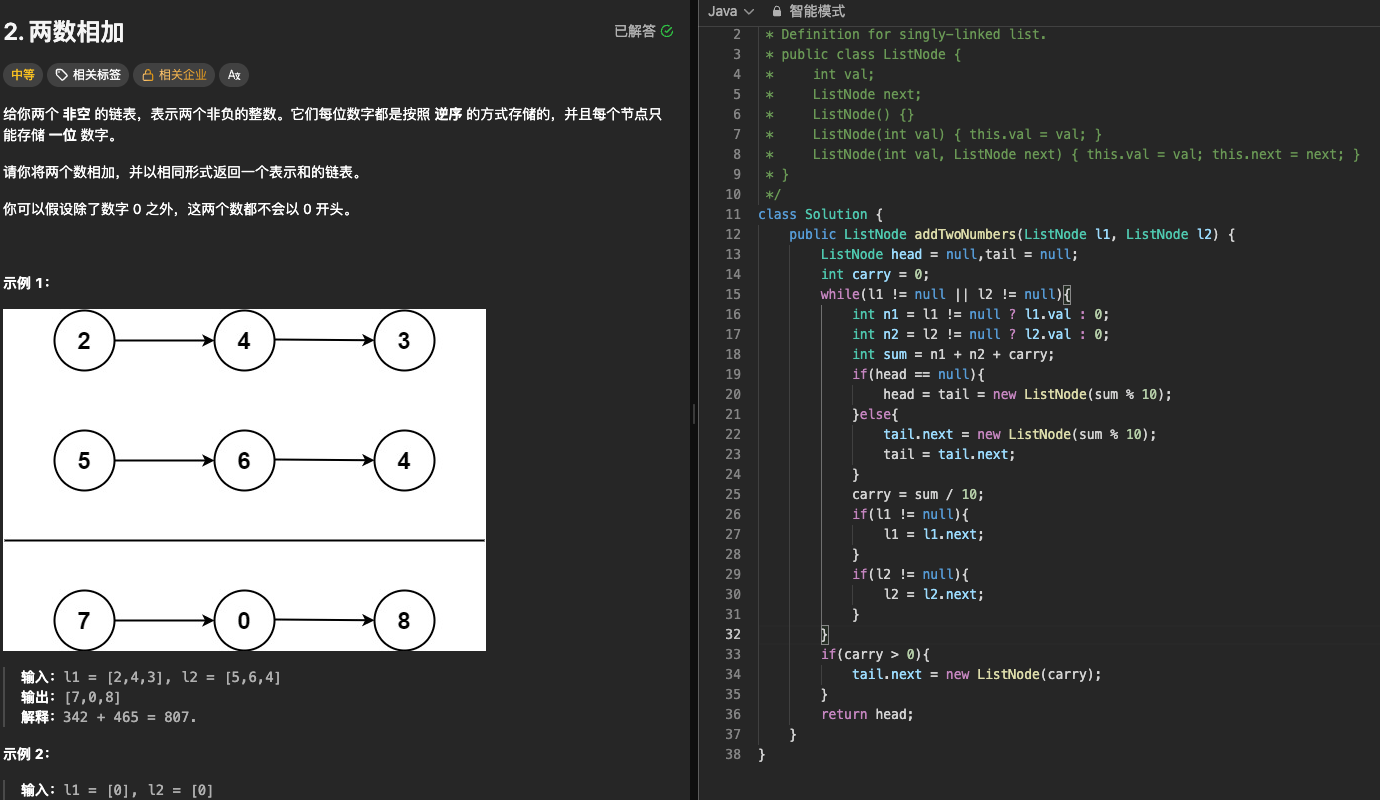 2. 两数相加
已解答
中等
相关标签
相关企业
Aす
给你两个 非空 的链表，表示两个非负的整数。它们每位数字都是按照 逆序 的方式存储的，并且每个节点只
能存储 一位 数字。
请你将两个数相加，并以相同形式返回一个表示和的链表。
你可以假设除了数字 0 之外，这两个数都不会以 0 开头。
示例 1：
2 4 3
5 6 4
7 0 8
输入：l1 = [2,4,3], l2 = [5,6,4]
输出：[7,0,8]
解释：342 + 465 = 807.
示例 2：
输入：l1 = [0], l2 = [0]
Java
智能模式
2 * Definition for singly-linked list.
3 * public class ListNode {
4 *     int val;
5 *     ListNode next;
6 *     ListNode() {}
7 *     ListNode(int val) { this.val = val; }
8 *     ListNode(int val, ListNode next) { this.val = val; this.next = next; }
9 * }
10 */
11 class Solution {
12     public ListNode addTwoNumbers(ListNode l1, ListNode l2) {
13         ListNode head = null,tail = null;
14         int carry = 0;
15         while(l1 != null || l2 != null){
16             int n1 = l1 != null ? l1.val : 0;
17             int n2 = l2 != null ? l2.val : 0;
18             int sum = n1 + n2 + carry;
19             if(head == null){
20                 head = tail = new ListNode(sum % 10);
21             }else{
22                 tail.next = new ListNode(sum % 10);
23                 tail = tail.next;
24             }
25             carry = sum / 10;
26             if(l1 != null){
27                 l1 = l1.next;
28             }
29             if(l2 != null){
30                 l2 = l2.next;
31             }
32         }
33         if(carry > 0){
34             tail.next = new ListNode(carry);
35         }
36         return head;
37     }
38 }